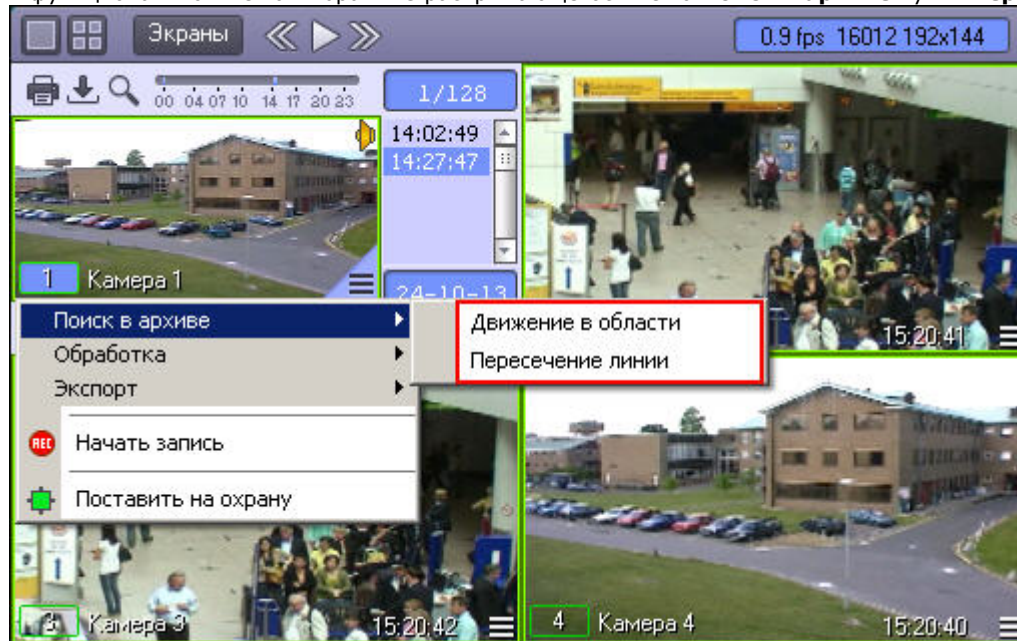 Экраны
0.9 fps 16012 192x144
00 04 07 10 14 17 20 23
1/128
14:02:49
14:27:47
1 Камера 1
24-10-13
Поиск в архиве
Движение в области
Пересечение линии
15:20:41
Обработка
Экспорт
REC Начать запись
Поставить на охрану
3 Камера 3
15:20:42
4 Камера 4
15:20:40